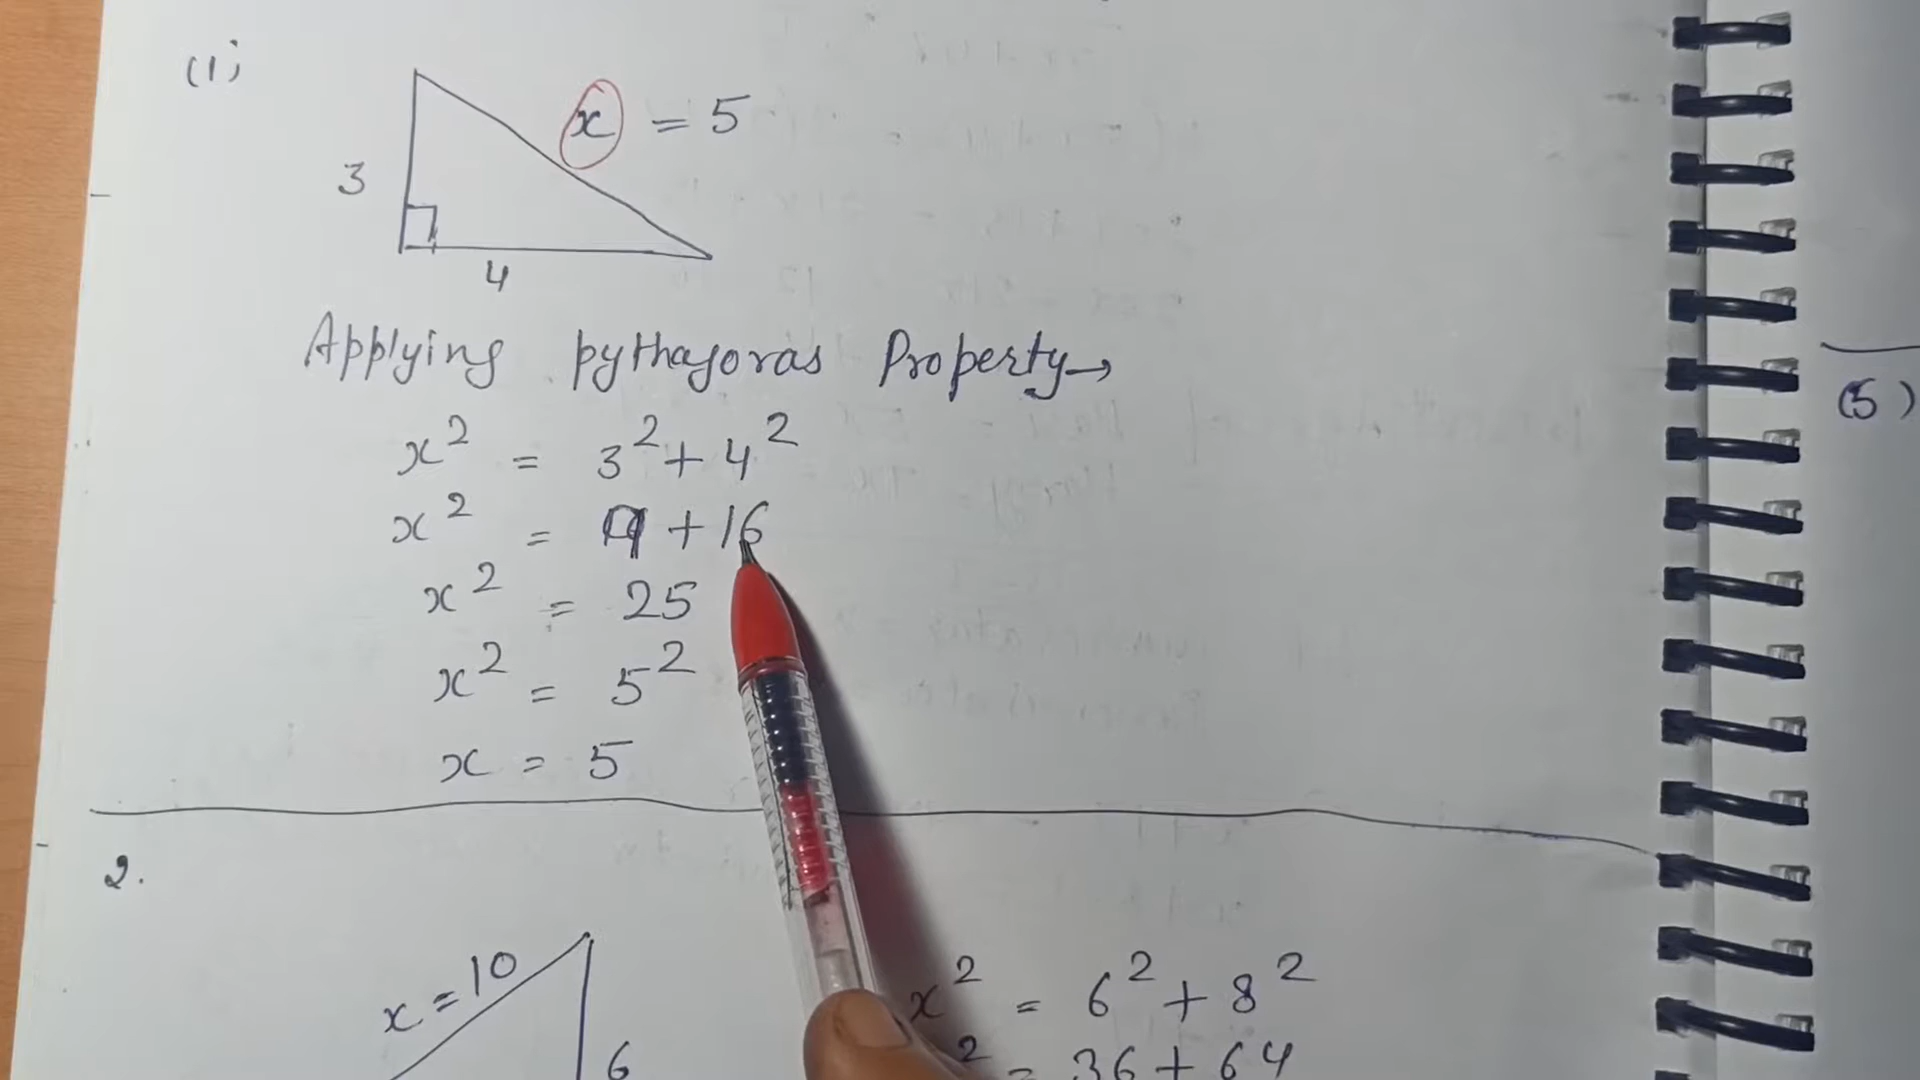 (1)
x = 5
3
4
Applying pythagoras Property→
x² = 3² + 4²
x² = 9 + 16
x² = 25
x² = 5²
x = 5
2.
x = 10
6
x² = 6² + 8²
² = 36 + 64
(5)